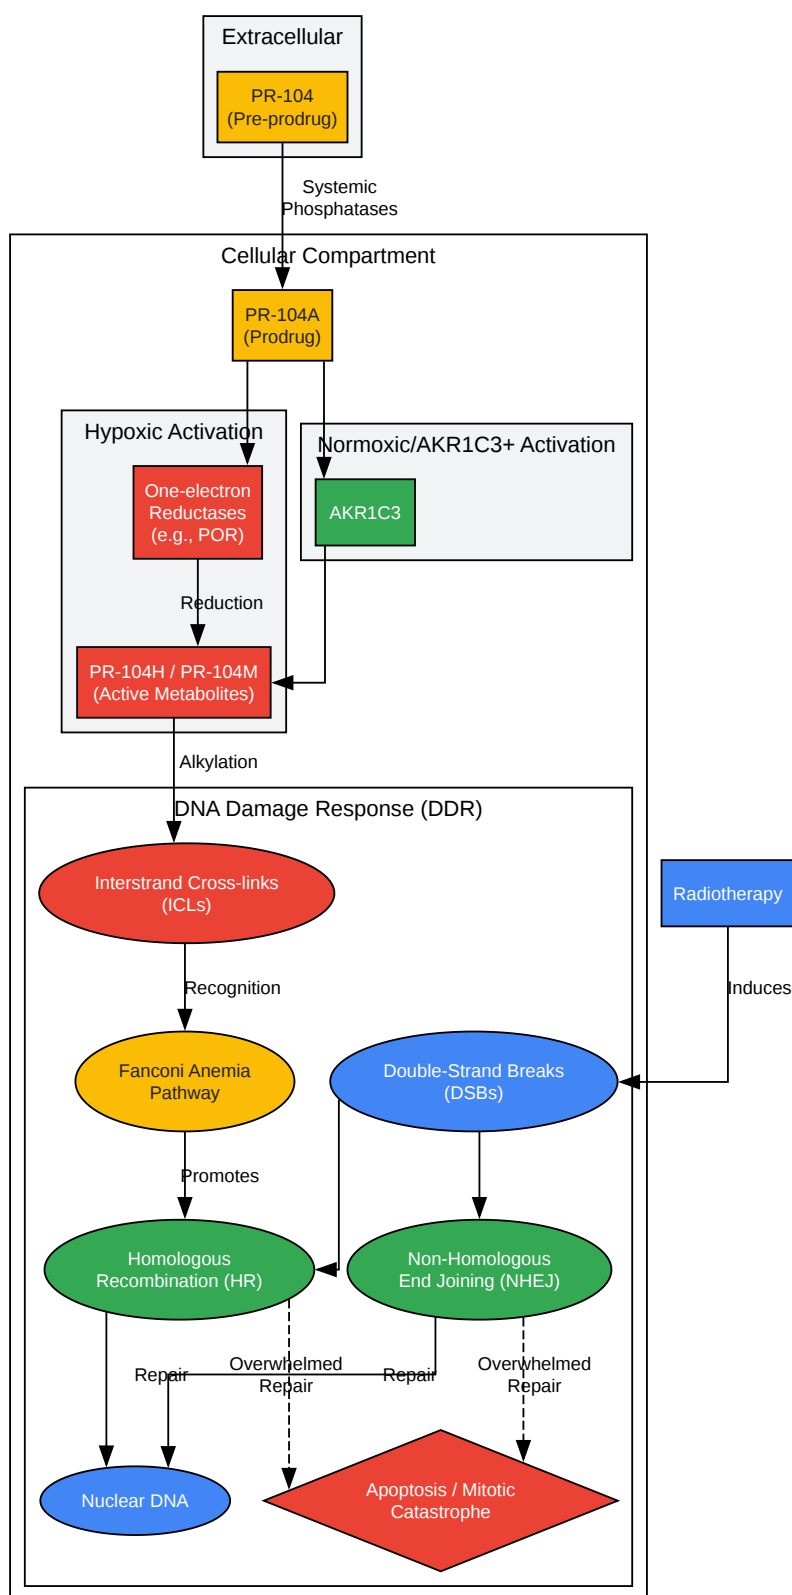 Extracellular
PR-104
(Pre-prodrug)
Systemic
Phosphatases
Cellular Compartment
PR-104A
(Prodrug)
Hypoxic Activation
Normoxic/AKR1C3+ Activation
One-electron
Reductases
(e.g., POR)
AKR1C3
Reduction
PR-104H / PR-104M
(Active Metabolites)
Alkylation
DNA Damage Response (DDR)
Interstrand Cross-links
(ICLs)
Radiotherapy
Recognition
Induces
Fanconi Anemia
Pathway
Double-Strand Breaks
(DSBs)
Promotes
Homologous
Recombination (HR)
Non-Homologous
End Joining (NHEJ)
Repair
Overwhelmed
Repair
Repair
Overwhelmed
Repair
Nuclear DNA
Apoptosis / Mitotic
Catastrophe